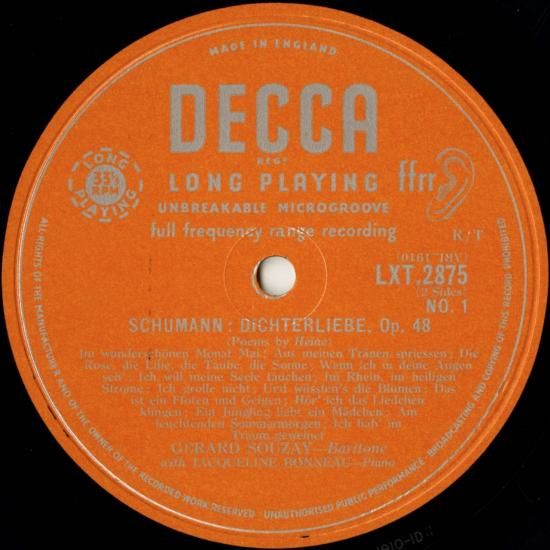 MADE IN ENGLAND
DECCA
REGD
LONG PLAYING
33⅓ RPM
LONG PLAYING
ffrr
UNBREAKABLE MICROGROOVE
full frequency range recording
R/T
(ARL 1910)
LXT.2875
(2 Sides)
NO. 1
SCHUMANN : DICHTERLIEBE, Op. 48
(Poems by Heine)
Im wunderschönen Monat Mai ; Aus meinen Tranen spriessen ; Die
Rose, die Lilie, die Taube, die Sonne ; Wenn ich in deine Augen
seh' ; Ich will meine Seele tauchen ; Im Rhein, im heiligen
Strome ; Ich grolle nicht ; Und wüssten's die Blumen ; Das
ist ein Floten und Geigen ; Hör' ich das Liedchen
klingen ; Ein Jungling liebt ein Mädchen ; Am
leuchtenden Sommermorgen ; Ich hab' im
Traum geweinet
GERARD SOUZAY—Baritone
with JACQUELINE BONNEAU—Piano
ALL RIGHTS OF THE MANUFACTURER AND OF THE OWNER OF THE RECORDED WORK RESERVED
UNAUTHORISED PUBLIC PERFORMANCE, BROADCASTING AND COPYING OF THIS RECORD PROHIBITED